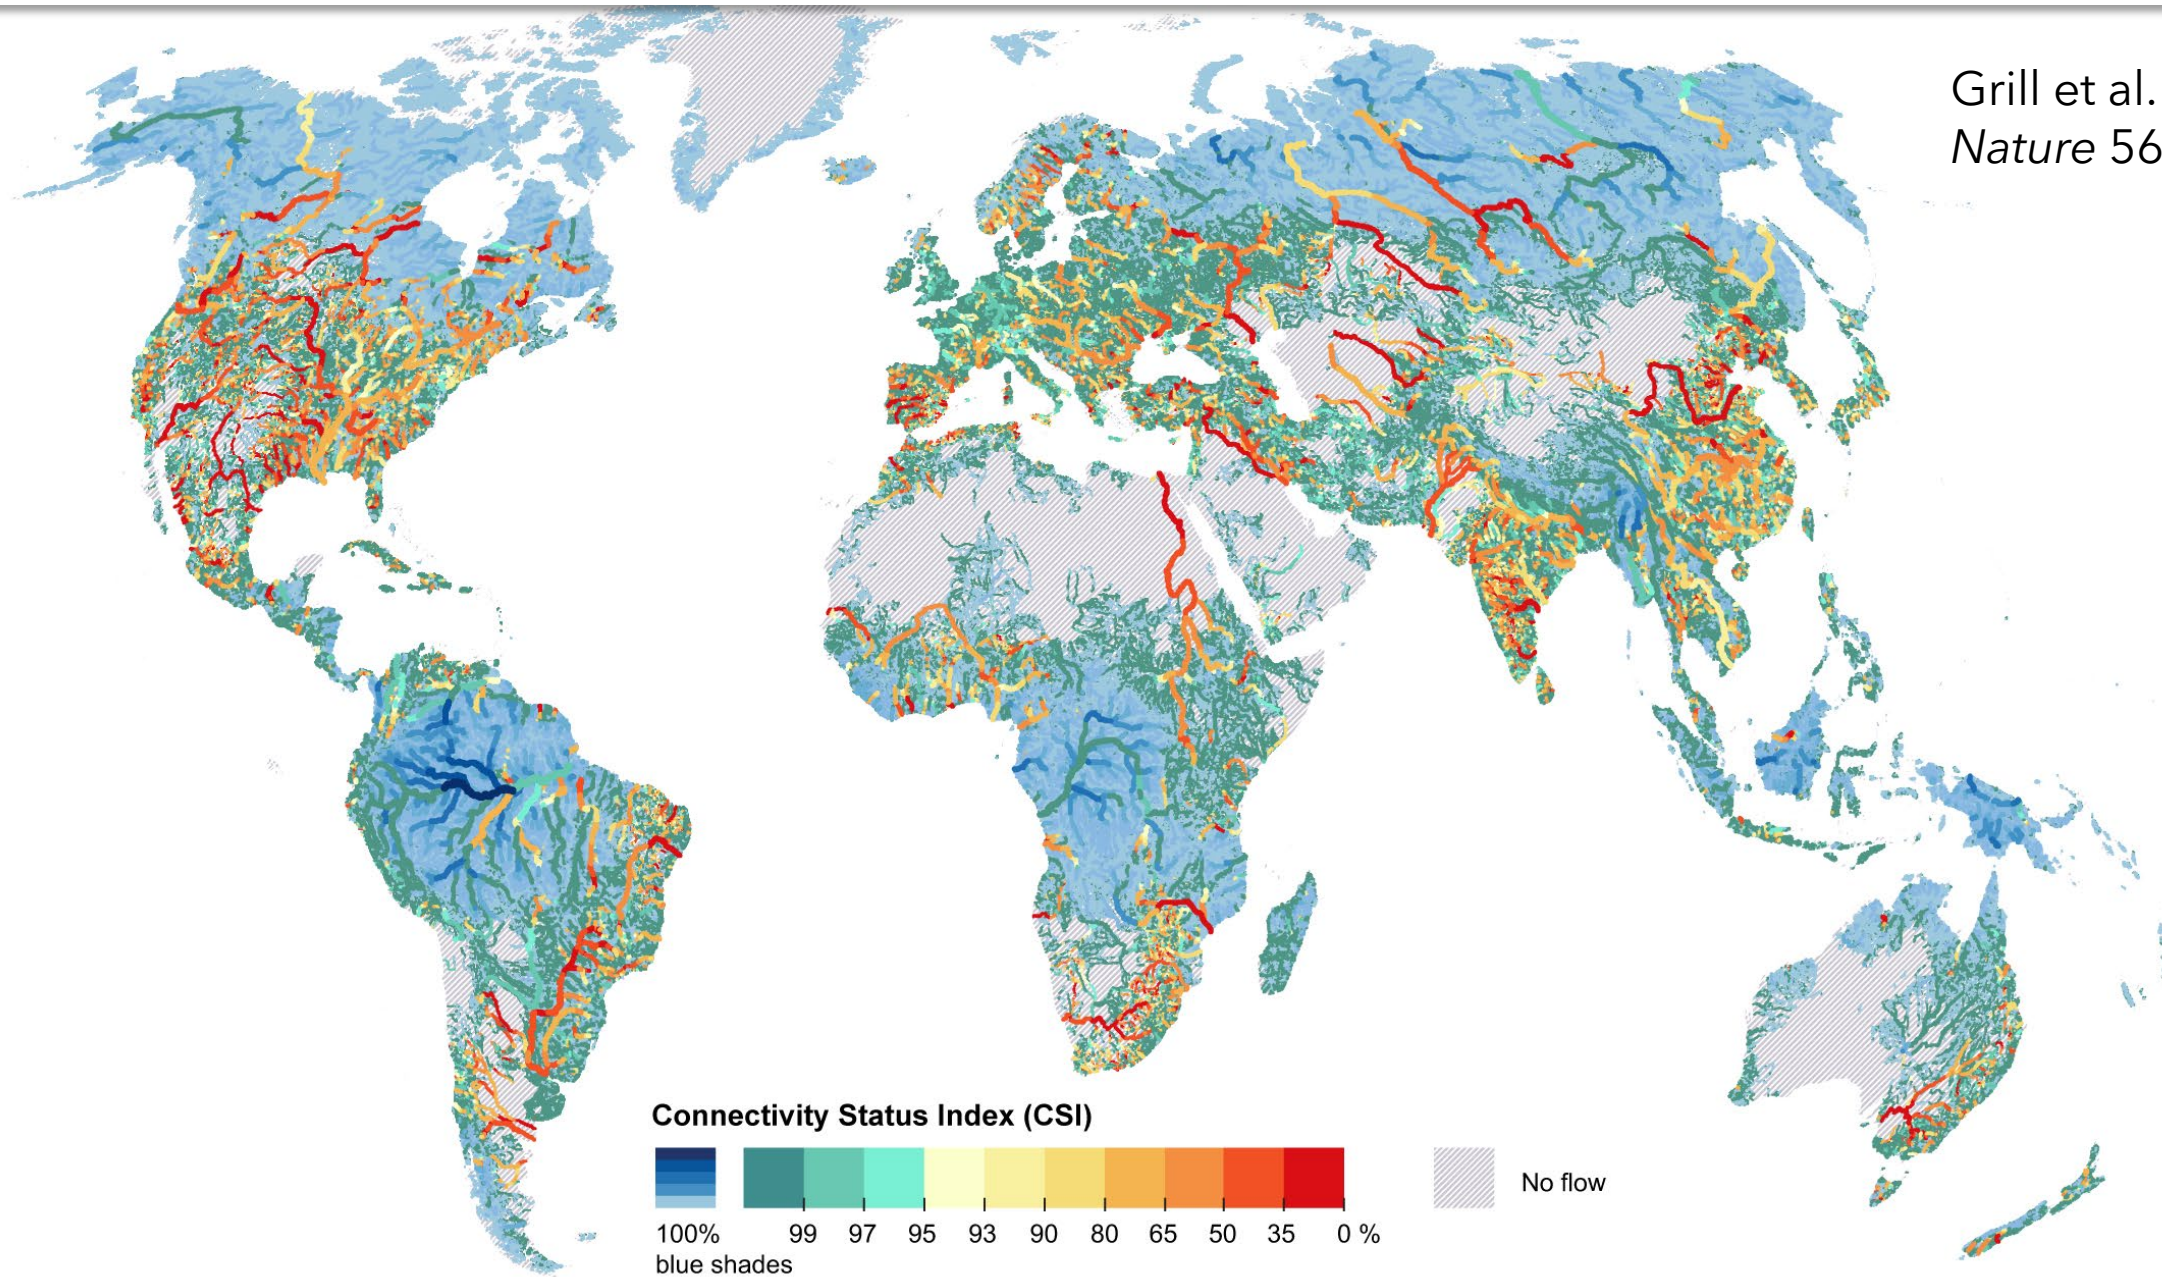 Grill et al.
Nature 56
Connectivity Status Index (CSI)
100% 99 97 95 93 90 80 65 50 35 0 %
blue shades
No flow